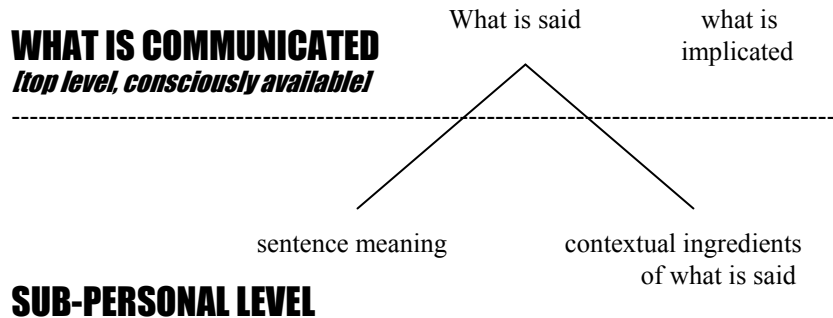 What is said
what is
implicated
WHAT IS COMMUNICATED
[top level, consciously available]
sentence meaning
contextual ingredients
of what is said
SUB-PERSONAL LEVEL